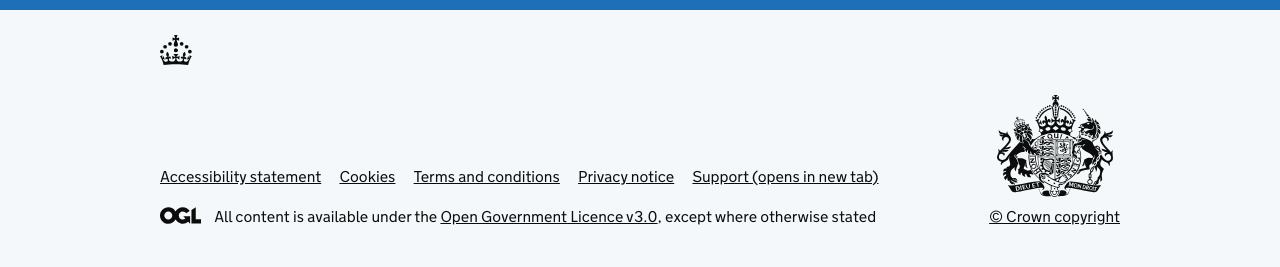 Accessibility statement Cookies Terms and conditions Privacy notice Support (opens in new tab)
OGL All content is available under the Open Government Licence v3.0, except where otherwise stated
© Crown copyright
DIEU ET MON DROIT